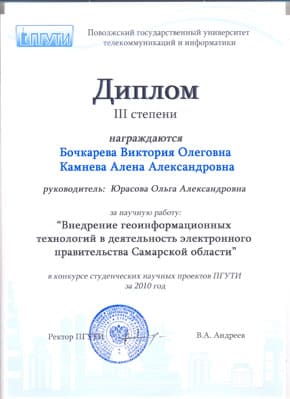 ПГУТИ
Поволжский государственный университет
телекоммуникаций и информатики
Диплом
III степени
награждаются
Бочкарева Виктория Олеговна
Камнева Алена Александровна
руководитель: Юрасова Ольга Александровна
за научную работу:
“Внедрение геоинформационных
технологий в деятельность электронного
правительства Самарской области”
в конкурсе студенческих научных проектов ПГУТИ
за 2010 год
Ректор ПГУТИ
В.А. Андреев